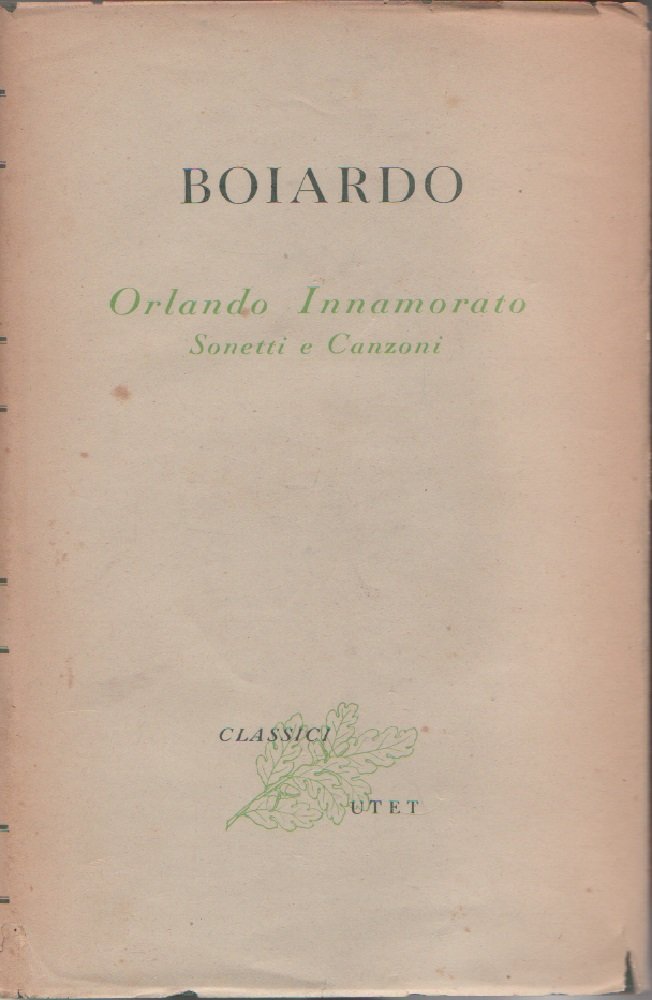 BOIARDO
Orlando Innamorato
Sonetti e Canzoni
CLASSICI
UTET